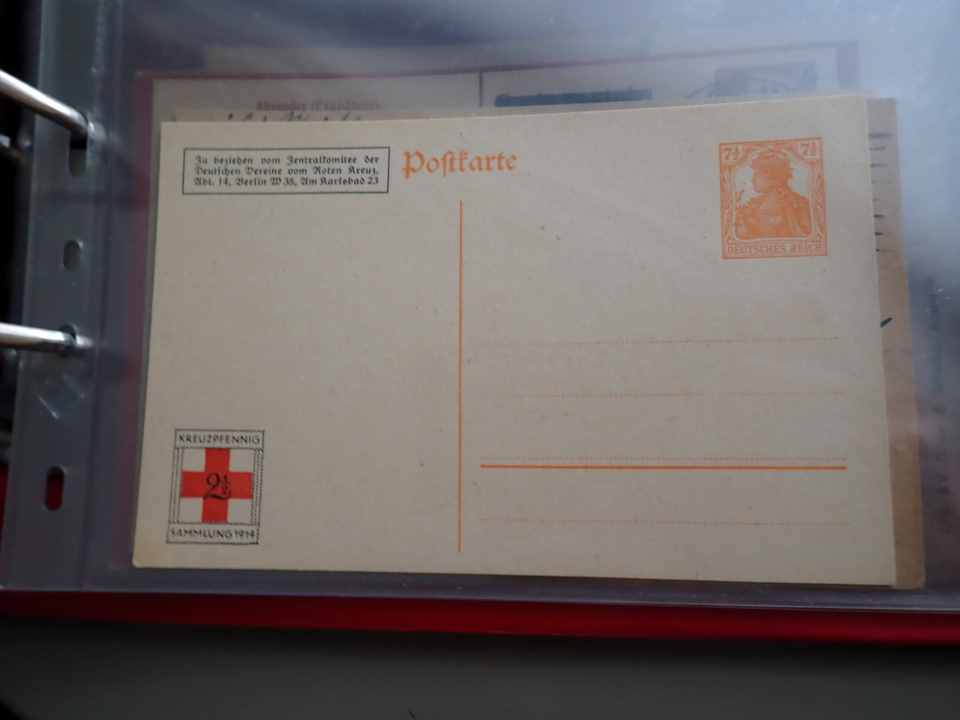 Zu beziehen vom Zentralkomitee der
Deutschen Vereine vom Roten Kreuz,
Abt. 14, Berlin W 35, Am Karlsbad 23
Postkarte
7½ 7½
DEUTSCHES REICH
KREUZPFENNIG
2½
SAMMLUNG 1914